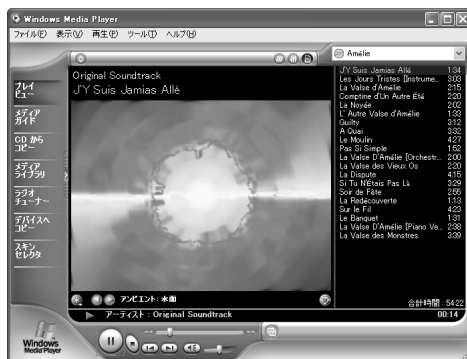 Windows Media Player
ファイル(F) 表示(V) 再生(P) ツール(T) ヘルプ(H)
Amélie
プレイ
ビュー
メディア
ガイド
CD から
コピー
メディア
ライブラリ
ラジオ
チューナー
デバイスへ
コピー
スキン
セレクタ
Original Soundtrack
J'Y Suis Jamias Allé
J'Y Suis Jamias Allé 1:34
Les Jours Tristes [Instrume... 3:03
La Valse d'Amélie 2:15
Comptine d'Un Autre Été 2:20
La Noyée 2:02
L' Autre Valse d'Amélie 1:33
Guilty 3:12
A Quai 3:32
Le Moulin 4:27
Pas Si Simple 1:52
La Valse D'Amélie [Orchestr... 2:00
La Valse des Vieux Os 2:20
La Dispute 4:15
Si Tu N'Étais Pas Là 3:29
Soir de Fête 2:55
La Redécouverte 1:13
Sur le Fil 4:23
Le Banquet 1:31
La Valse D'Amélie [Piano Ve... 2:38
La Valse des Monstres 3:39
アンビエント: 水面
合計時間: 54:22
アーティスト: Original Soundtrack 00:14
Windows
Media Player